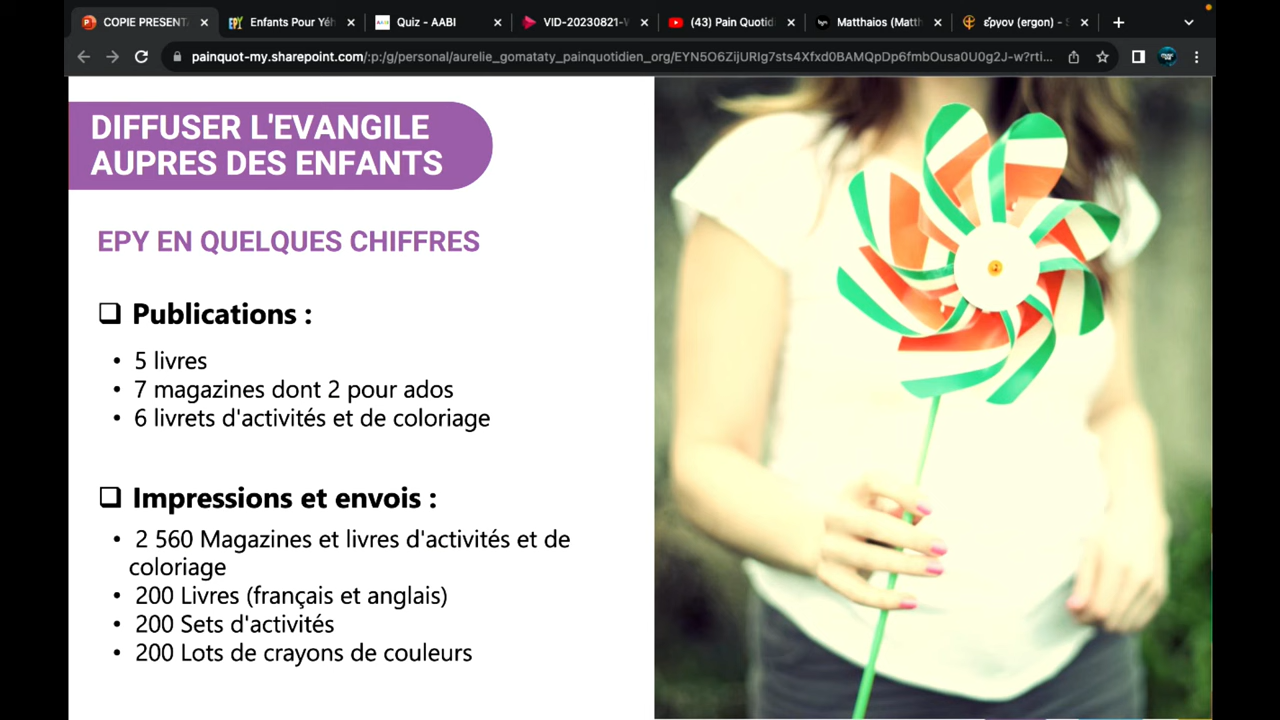 COPIE PRESENT
Enfants Pour Yéh
Quiz - AABI
VID-20230821-W
(43) Pain Quotid
Matthaios (Matt
εἴργον (ergon) - S
painquot-my.sharepoint.com/:p:/g/personal/aurelie_gomataty_painquotidien_org/EYN5O6ZijURIg7sts4Xfxd0BAMQpDp6fmbOusa0U0g2J-w?rti...
DIFFUSER L'EVANGILE
AUPRES DES ENFANTS
EPY EN QUELQUES CHIFFRES
Publications :
• 5 livres
• 7 magazines dont 2 pour ados
• 6 livrets d'activités et de coloriage
Impressions et envois :
• 2 560 Magazines et livres d'activités et de
coloriage
• 200 Livres (français et anglais)
• 200 Sets d'activités
• 200 Lots de crayons de couleurs